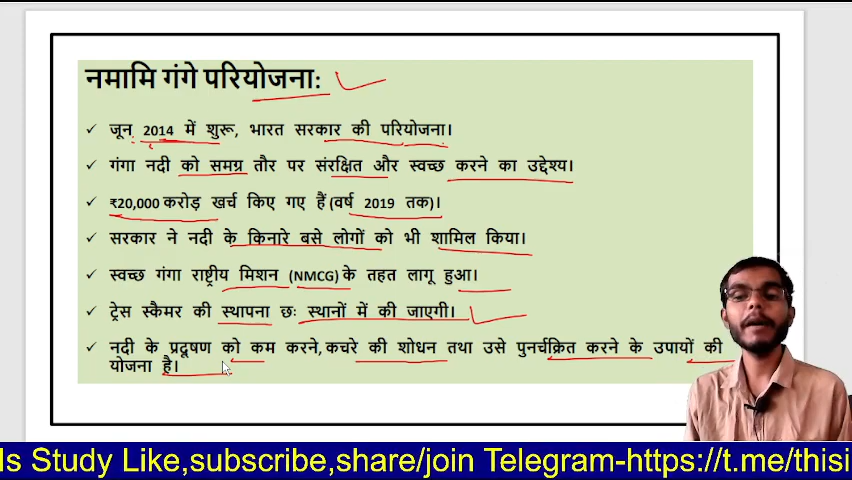 नमामि गंगे परियोजनाः
✓ जून 2014 में शुरू, भारत सरकार की परियोजना।
✓ गंगा नदी को समग्र तौर पर संरक्षित और स्वच्छ करने का उद्देश्य।
✓ ₹20,000 करोड़ खर्च किए गए हैं (वर्ष 2019 तक)।
✓ सरकार ने नदी के किनारे बसे लोगों को भी शामिल किया।
✓ स्वच्छ गंगा राष्ट्रीय मिशन (NMCG) के तहत लागू हुआ।
✓ ट्रेस स्कैमर की स्थापना छः स्थानों में की जाएगी।
✓ नदी के प्रदूषण को कम करने, कचरे की शोधन तथा उसे पुनर्चक्रित करने के उपायों की
योजना है।
Is Study Like,subscribe,share/join Telegram-https://t.me/thisi